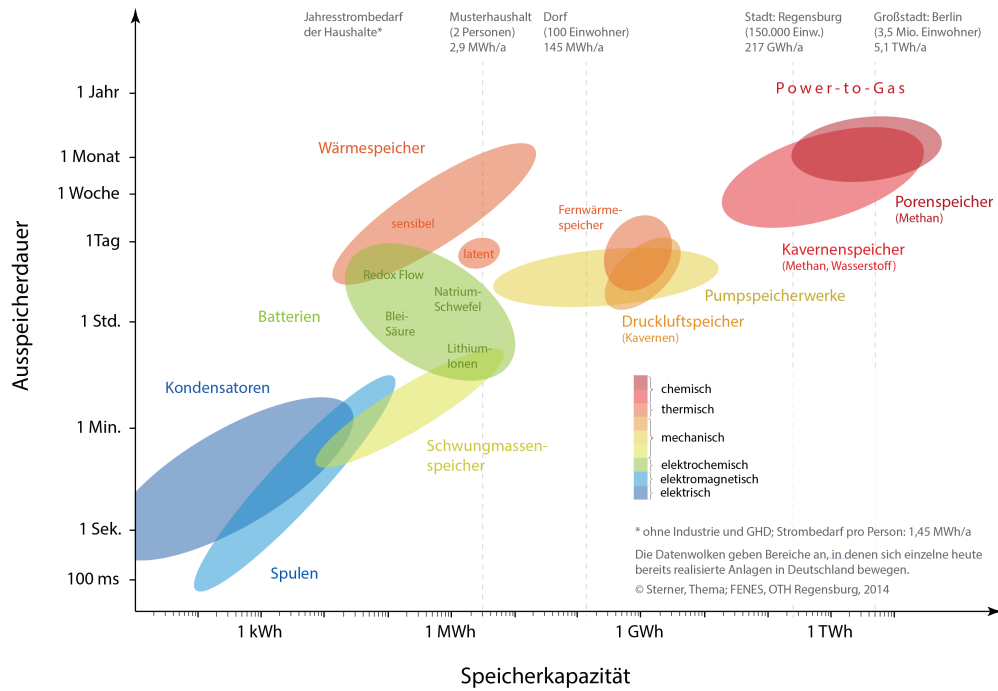 Jahresstrombedarf
der Haushalte*
Musterhaushalt
(2 Personen)
2,9 MWh/a
Dorf
(100 Einwohner)
145 MWh/a
Stadt: Regensburg
(150.000 Einw.)
217 GWh/a
Großstadt: Berlin
(3,5 Mio. Einwohner)
5,1 TWh/a
Ausspeicherdauer
1 Jahr
1 Monat
1 Woche
1Tag
1 Std.
1 Min.
1 Sek.
100 ms
Power-to-Gas
Wärmespeicher
sensibel
latent
Fernwärme-
speicher
Porenspeicher
(Methan)
Kavernenspeicher
(Methan, Wasserstoff)
Redox Flow
Natrium-
Schwefel
Batterien
Blei-
Säure
Lithium-
Ionen
Pumpspeicherwerke
Druckluftspeicher
(Kavernen)
Kondensatoren
Schwungmassen-
speicher
Spulen
chemisch
thermisch
mechanisch
elektrochemisch
elektromagnetisch
elektrisch
* ohne Industrie und GHD; Strombedarf pro Person: 1,45 MWh/a
Die Datenwolken geben Bereiche an, in denen sich einzelne heute
bereits realisierte Anlagen in Deutschland bewegen.
© Sterner, Thema; FENES, OTH Regensburg, 2014
1 kWh
1 MWh
1 GWh
1 TWh
Speicherkapazität